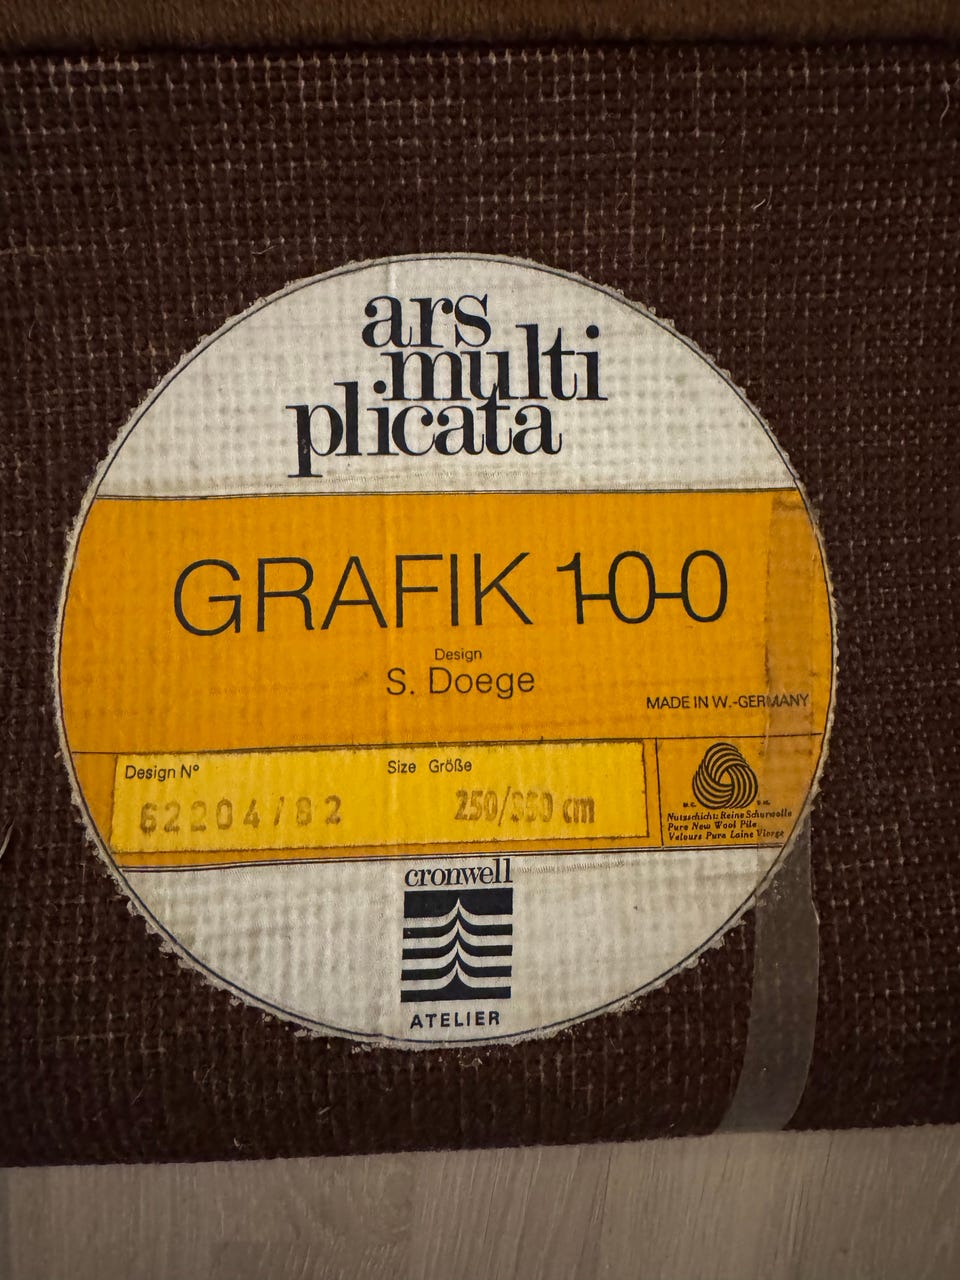 ars
multi
plicata
GRAFIK 1-0-0
Design
S. Doege
MADE IN W.-GERMANY
Design Nº
Size Größe
62204/82
250/350 cm
Nutzschicht: Reine Schurwolle
Pure New Wool Pile
Velours Pure Laine Vierge
cronwell
ATELIER